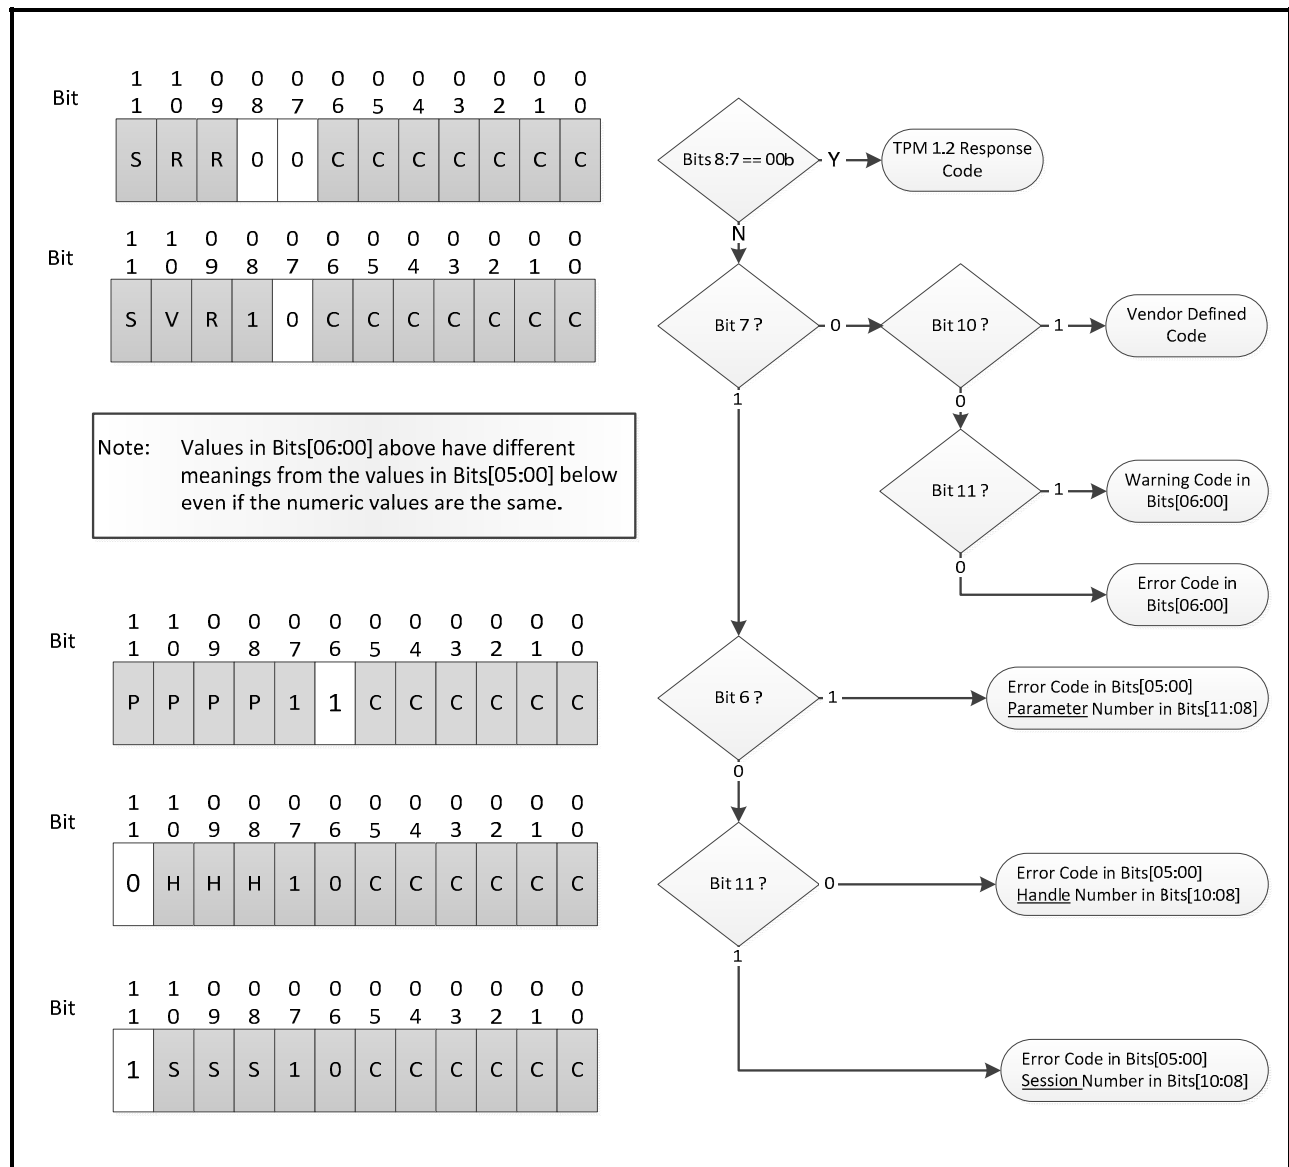 1 1 0 0 0 0 0 0 0 0 0 0
Bit 1 0 9 8 7 6 5 4 3 2 1 0
S R R 0 0 C C C C C C C
1 1 0 0 0 0 0 0 0 0 0 0
Bit 1 0 9 8 7 6 5 4 3 2 1 0
S V R 1 0 C C C C C C C
Note: Values in Bits[06:00] above have different
meanings from the values in Bits[05:00] below
even if the numeric values are the same.
1 1 0 0 0 0 0 0 0 0 0 0
Bit 1 0 9 8 7 6 5 4 3 2 1 0
P P P P 1 1 C C C C C C
1 1 0 0 0 0 0 0 0 0 0 0
Bit 1 0 9 8 7 6 5 4 3 2 1 0
0 H H H 1 0 C C C C C C
1 1 0 0 0 0 0 0 0 0 0 0
Bit 1 0 9 8 7 6 5 4 3 2 1 0
1 S S S 1 0 C C C C C C
Bits 8:7 == 00b
Y
TPM 1.2 Response
Code
N
Bit 7 ?
0
Bit 10 ?
1
Vendor Defined
Code
1
0
Bit 11 ?
1
Warning Code in
Bits[06:00]
0
Error Code in
Bits[06:00]
Bit 6 ?
1
Error Code in Bits[05:00]
Parameter Number in Bits[11:08]
0
Bit 11 ?
0
Error Code in Bits[05:00]
Handle Number in Bits[10:08]
1
Error Code in Bits[05:00]
Session Number in Bits[10:08]